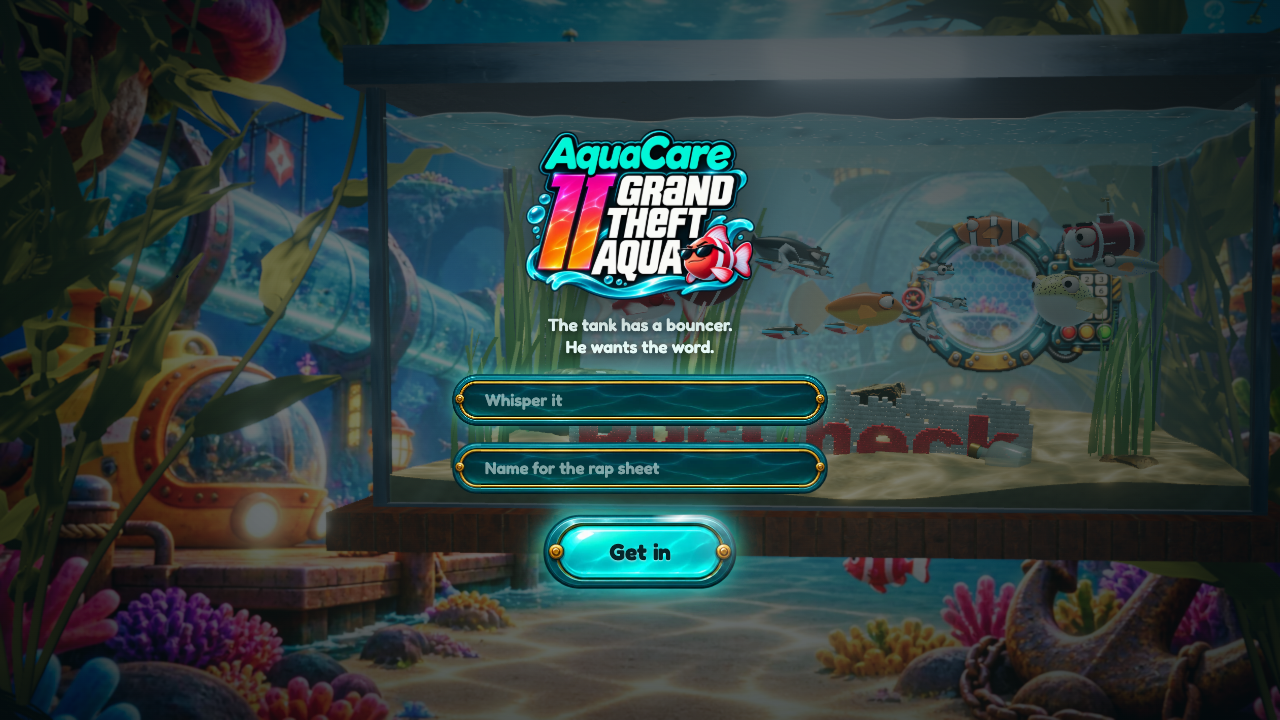 AquaCare
II GRAND
THEFT
AQUA
The tank has a bouncer.
He wants the word.
Whisper it
Name for the rap sheet
Get in